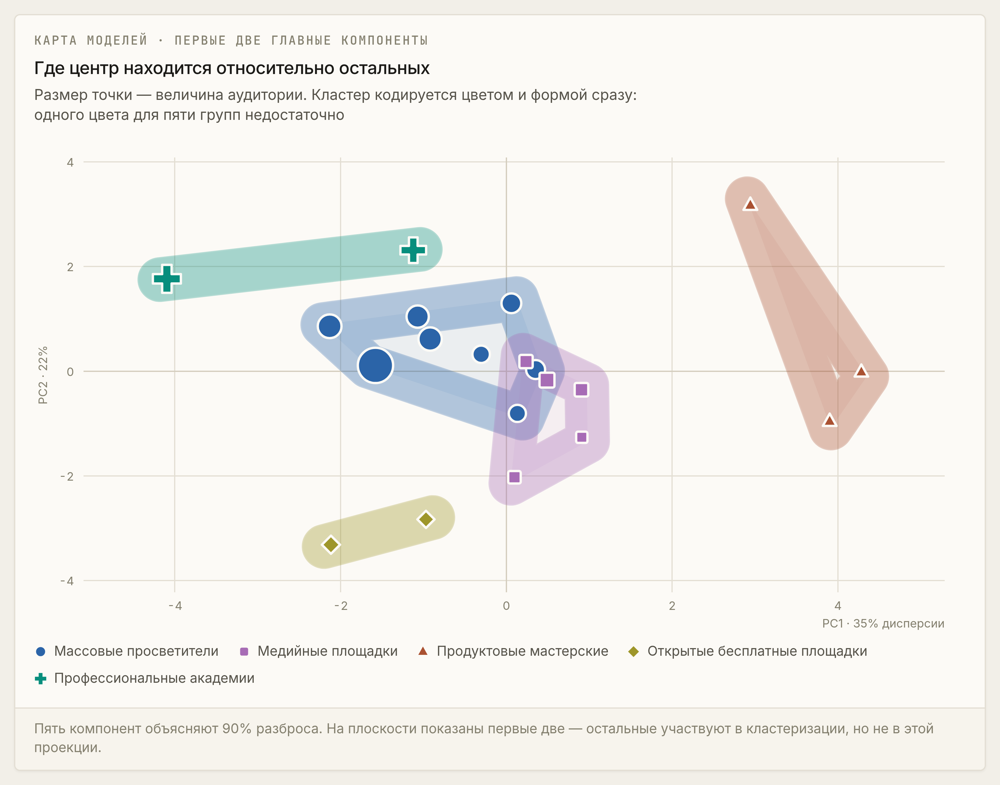 КАРТА МОДЕЛЕЙ · ПЕРВЫЕ ДВЕ ГЛАВНЫЕ КОМПОНЕНТЫ
Где центр находится относительно остальных
Размер точки — величина аудитории. Кластер кодируется цветом и формой сразу:
одного цвета для пяти групп недостаточно
4
2
0
-2
-4
PC2 · 22%
-4
-2
0
2
4
PC1 · 35% дисперсии
Массовые просветители
Медийные площадки
Продуктовые мастерские
Открытые бесплатные площадки
Профессиональные академии
Пять компонент объясняют 90% разброса. На плоскости показаны первые две — остальные участвуют в кластеризации, но не в этой
проекции.